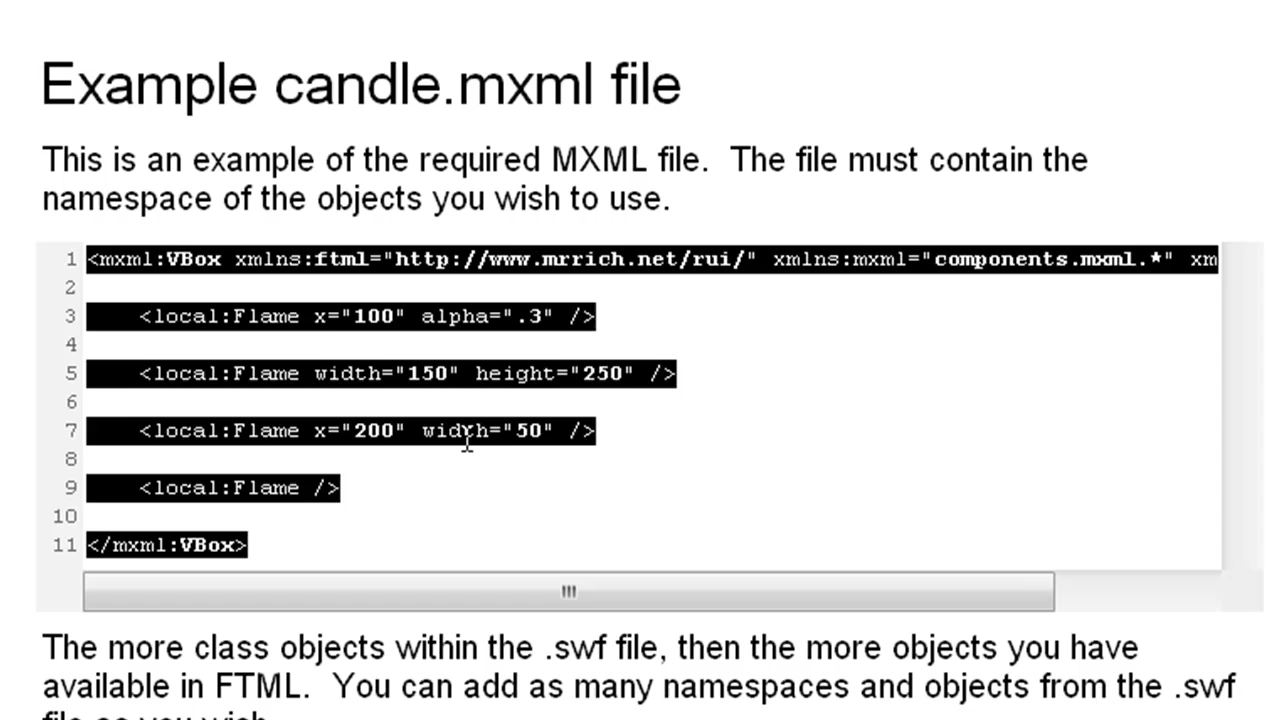 Example candle.mxml file
This is an example of the required MXML file.  The file must contain the
namespace of the objects you wish to use.
1 <mxml:VBox xmlns:ftml="http://www.mrrich.net/rui/" xmlns:mxml="components.mxml.*" xm
2
3 <local:Flame x="100" alpha=".3" />
4
5 <local:Flame width="150" height="250" />
6
7 <local:Flame x="200" width="50" />
8
9 <local:Flame />
10
11 </mxml:VBox>
The more class objects within the .swf file, then the more objects you have
available in FTML.  You can add as many namespaces and objects from the .swf
file as you wish